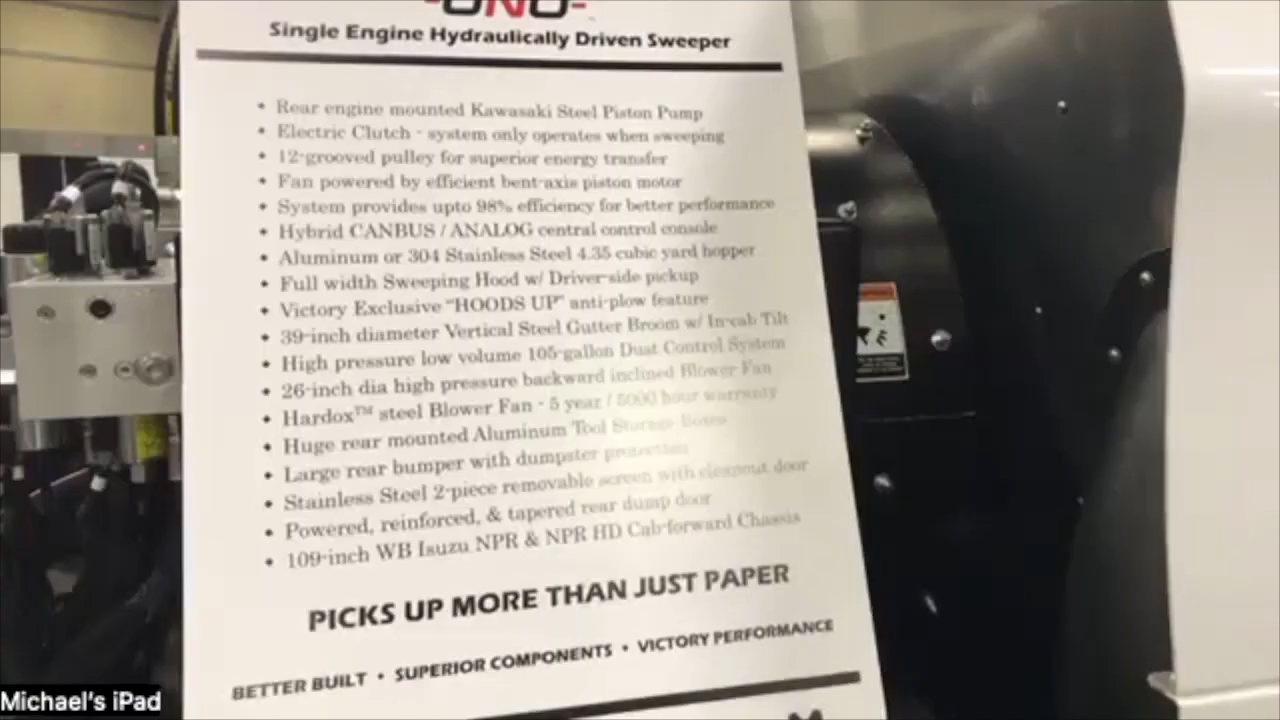 -UNO-
Single Engine Hydraulically Driven Sweeper
• Rear engine mounted Kawasaki Steel Piston Pump
• Electric Clutch - system only operates when sweeping
• 12-grooved pulley for superior energy transfer
• Fan powered by efficient bent-axis piston motor
• System provides upto 98% efficiency for better performance
• Hybrid CANBUS / ANALOG central control console
• Aluminum or 304 Stainless Steel 4.35 cubic yard hopper
• Full width Sweeping Hood w/ Driver-side pickup
• Victory Exclusive "HOODS UP" anti-plow feature
• 39-inch diameter Vertical Steel Gutter Broom w/ In-cab Tilt
• High pressure low volume 105-gallon Dust Control System
• 26-inch dia high pressure backward inclined Blower Fan
• Hardox™ steel Blower Fan - 5 year / 5000 hour warranty
• Huge rear mounted Aluminum Tool Storage Boxes
• Large rear bumper with dumpster protection
• Stainless Steel 2-piece removable screen with cleanout door
• Powered, reinforced, & tapered rear dump door
• 109-inch WB Isuzu NPR & NPR HD Cab-forward Chassis
PICKS UP MORE THAN JUST PAPER
BETTER BUILT • SUPERIOR COMPONENTS • VICTORY PERFORMANCE
Michael's iPad